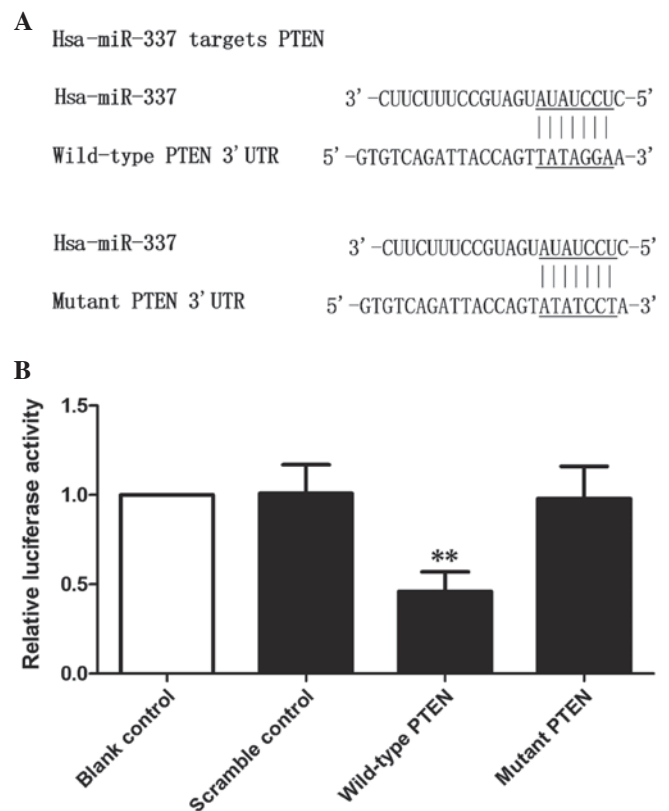 A
Hsa-miR-337 targets PTEN
Hsa-miR-337 3'-CUUCUUUCCGUAGUAUAUCCUC-5'
Wild-type PTEN 3'UTR 5'-GTGTCAGATTACCAGTTATAGGAA-3'
Hsa-miR-337 3'-CUUCUUUCCGUAGUAUAUCCUC-5'
Mutant PTEN 3'UTR 5'-GTGTCAGATTACCAGTATATCCTA-3'
B
Relative luciferase activity
1.5
1.0
0.5
0.0
**
Blank control
Scramble control
Wild-type PTEN
Mutant PTEN